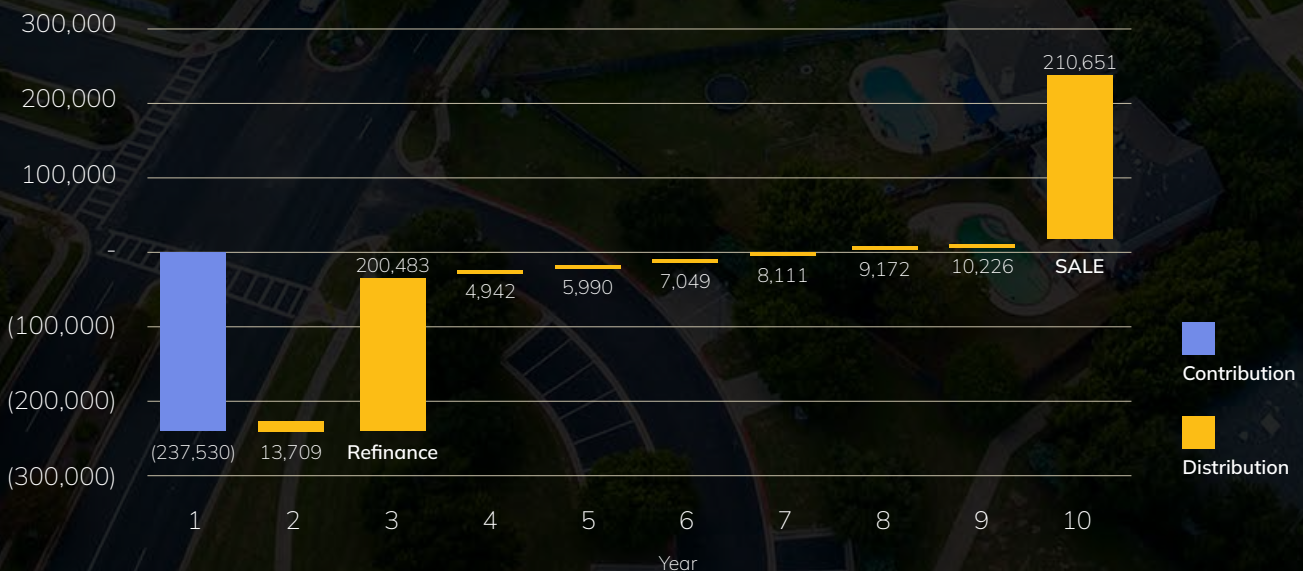 300,000
200,000
100,000
-
(100,000)
(200,000)
(300,000)
(237,530)
13,709
200,483
Refinance
4,942
5,990
7,049
8,111
9,172
10,226
210,651
SALE
1 2 3 4 5 6 7 8 9 10
Year
Contribution
Distribution